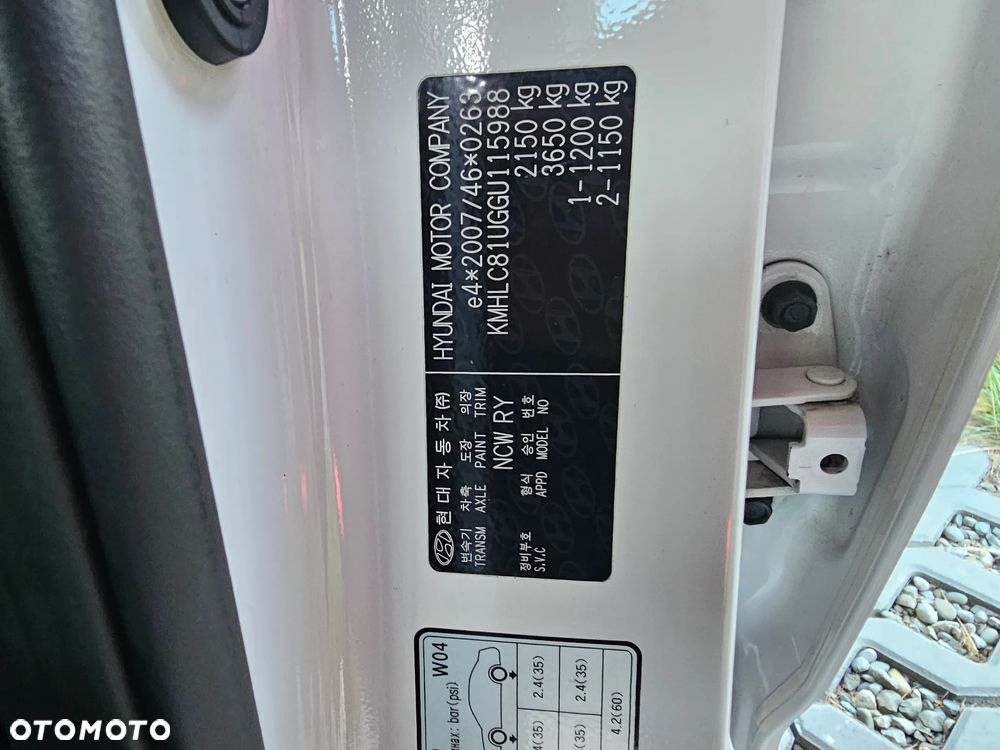 HYUNDAI MOTOR COMPANY
e4*2007/46*0263
KMHLC81UGGU115988
2150 kg
3650 kg
1-1200 kg
2-1150 kg
현대자동차(주)
변속기 차축 도장 의장
TRANSM AXLE PAINT TRIM
NCW RY
정비부호 형식 승인 번호
S.V.C APPD MODEL NO
max: bar(psi) W04
2.4(35)
2.4(35)
4.2(60)
OTOMOTO